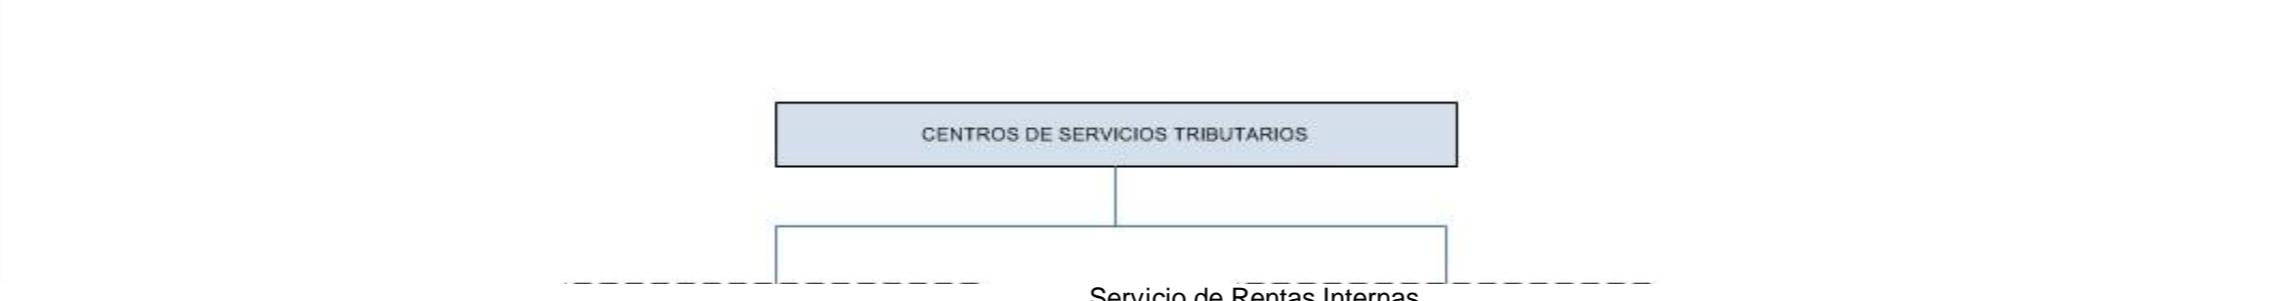 CENTROS DE SERVICIOS TRIBUTARIOS
Servicio de Rentas Internas